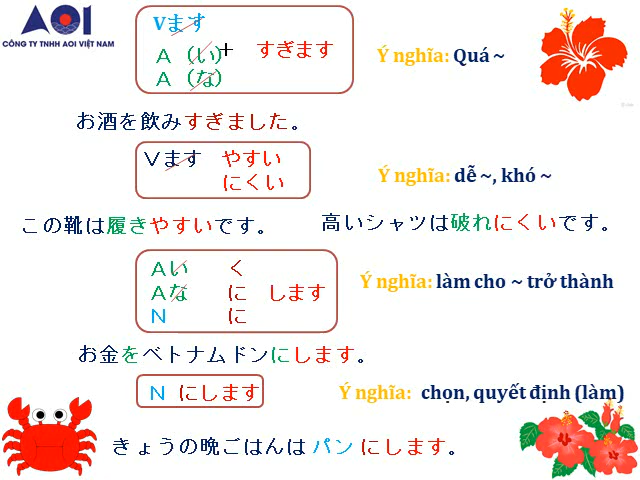 AOI
CÔNG TY TNHH AOI VIỆT NAM
Vます
A（い）+ すぎます
A（な）
Ý nghĩa: Quá ~
お酒を飲みすぎました。
Vます やすい
にくい
Ý nghĩa: dễ ~, khó ~
この靴は履きやすいです。
高いシャツは破れにくいです。
Aい く
Aな に します
N に
Ý nghĩa: làm cho ~ trở thành
お金をベトナムドンにします。
N にします
Ý nghĩa: chọn, quyết định (làm)
きょうの晩ごはんは パン にします。